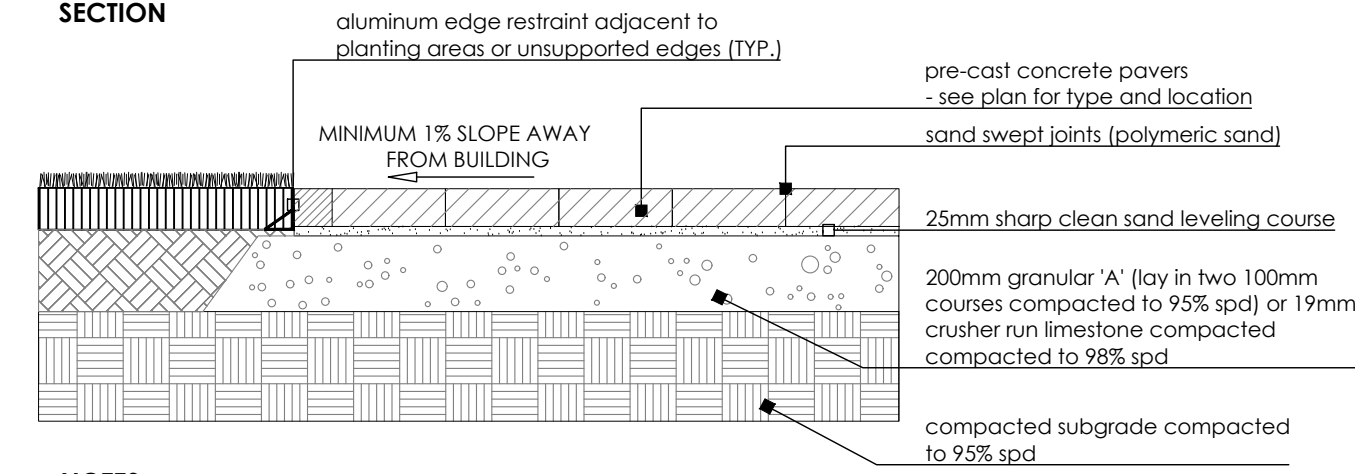 SECTION
aluminum edge restraint adjacent to
planting areas or unsupported edges (TYP.)
pre-cast concrete pavers
- see plan for type and location
MINIMUM 1% SLOPE AWAY
FROM BUILDING
sand swept joints (polymeric sand)
25mm sharp clean sand leveling course
200mm granular 'A' (lay in two 100mm
courses compacted to 95% spd) or 19mm
crusher run limestone compacted
compacted to 98% spd
compacted subgrade compacted
to 95% spd